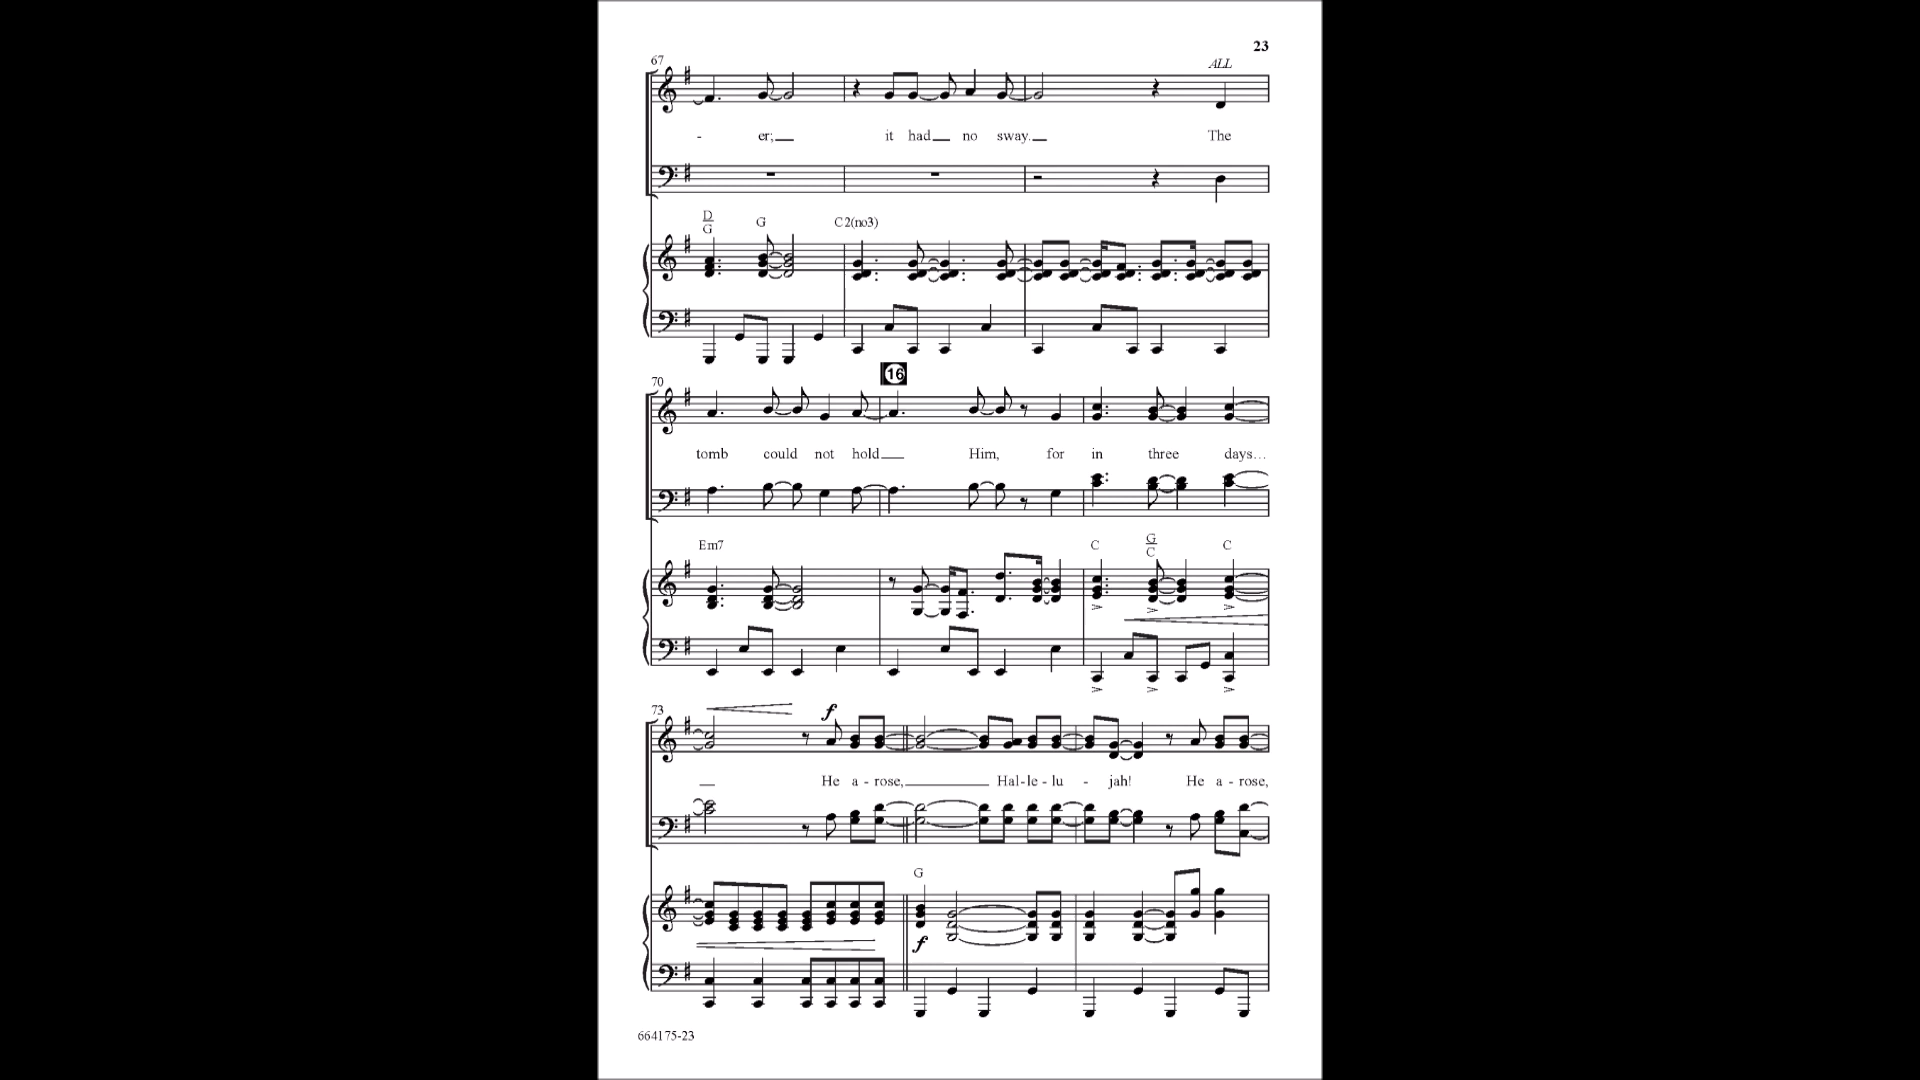 23
67
ALL
- er; it had no sway. The
D
G G C2(no3)
16
70
tomb could not hold Him, for in three days...
Em7 C G
C C
73
f
He a - rose, Hal - le - lu - jah! He a - rose,
G
f
664175-23